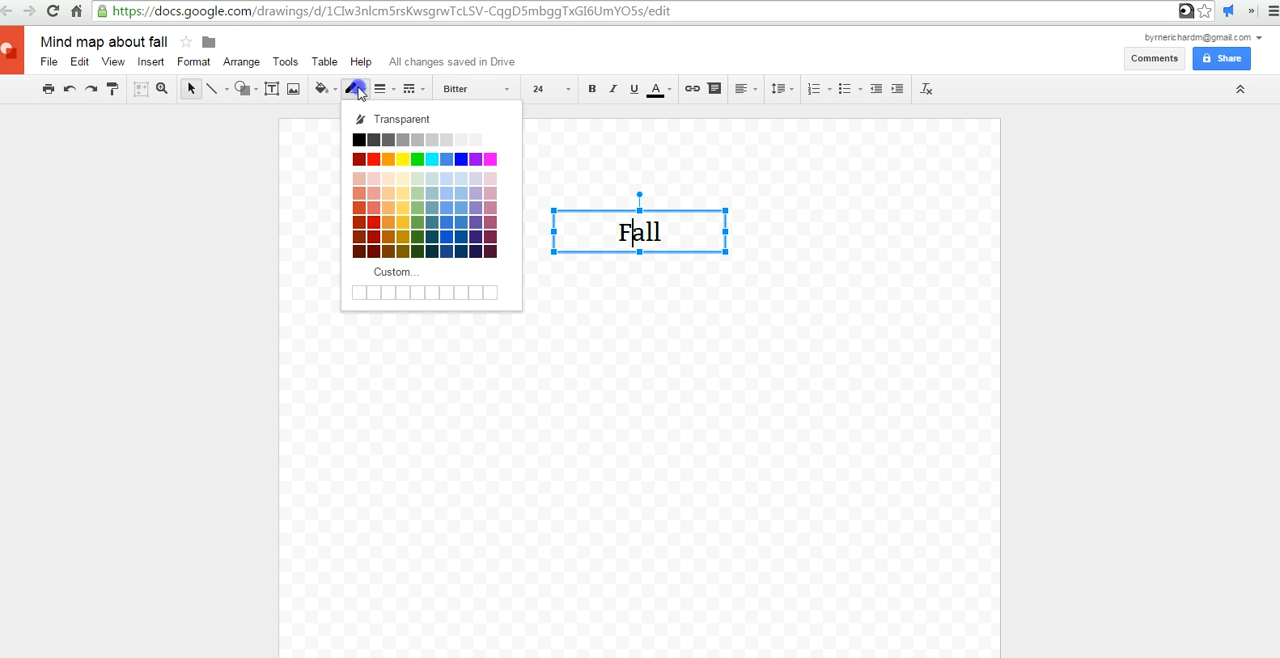 https://docs.google.com/drawings/d/1CIw3nlcm5rsKwsgrwTcLSV-CqgD5mbggTxGI6UmYO5s/edit
Mind map about fall
byrnerichardm@gmail.com
File Edit View Insert Format Arrange Tools Table Help All changes saved in Drive
Comments Share
Bitter 24 B I U A
Transparent
Fall
Custom...